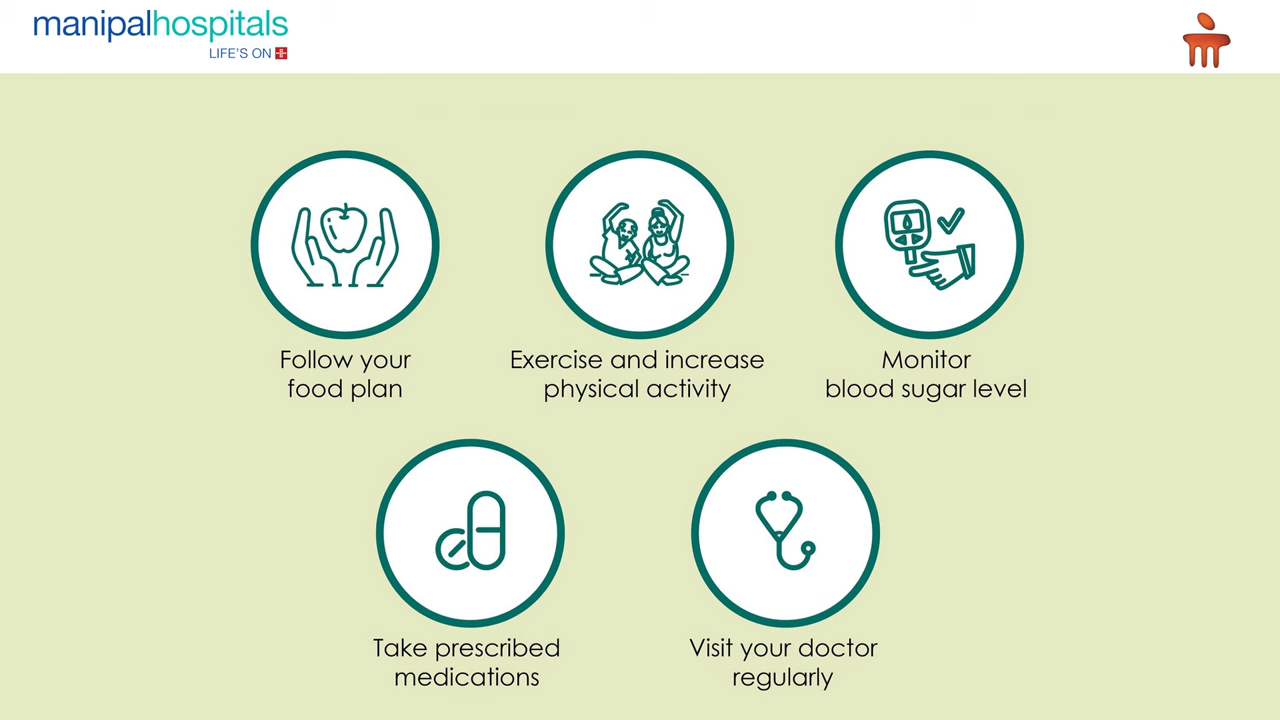 manipalhospitals
LIFE'S ON
Follow your
food plan
Exercise and increase
physical activity
Monitor
blood sugar level
Take prescribed
medications
Visit your doctor
regularly